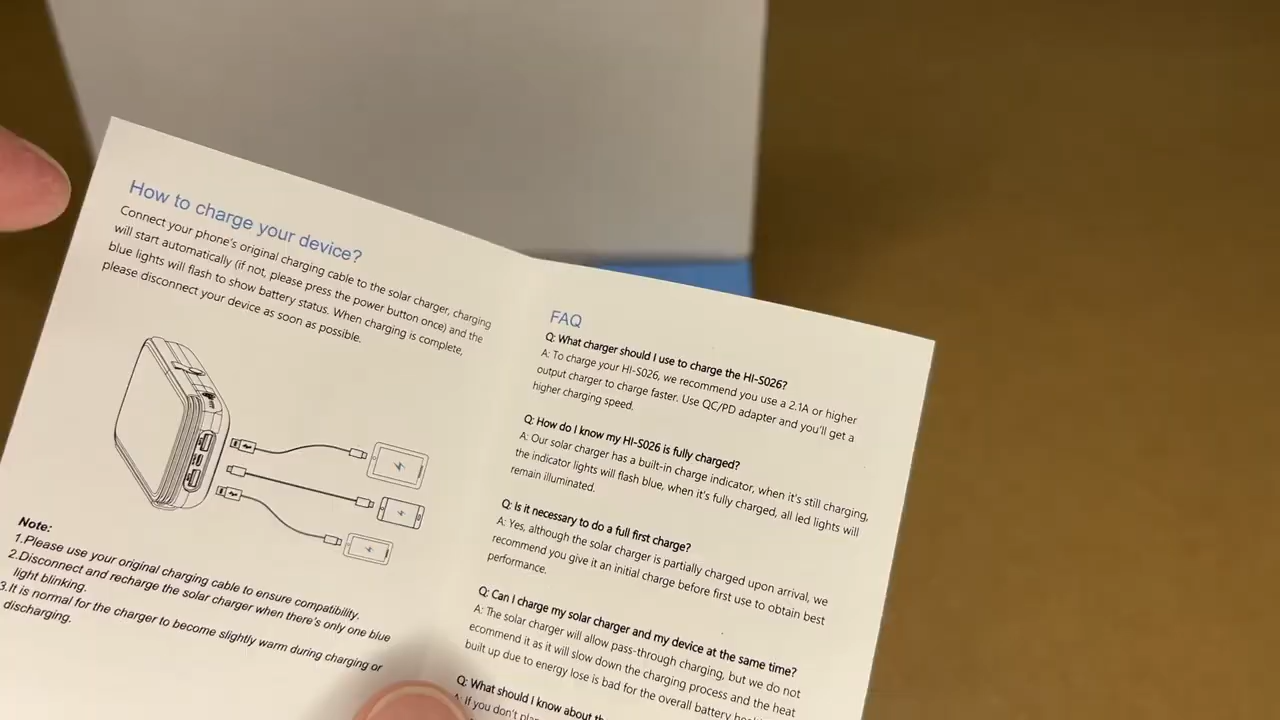 How to charge your device?
Connect your phone's original charging cable to the solar charger, charging
will start automatically (if not, please press the power button once) and the
blue lights will flash to show battery status. When charging is complete,
please disconnect your device as soon as possible.
Note:
1.Please use your original charging cable to ensure compatibility.
2.Disconnect and recharge the solar charger when there's only one blue
light blinking.
3.It is normal for the charger to become slightly warm during charging or
discharging.
FAQ
Q: What charger should I use to charge the HI-S026?
A: To charge your HI-S026, we recommend you use a 2.1A or higher
output charger to charge faster. Use QC/PD adapter and you'll get a
higher charging speed.
Q: How do I know my HI-S026 is fully charged?
A: Our solar charger has a built-in charge indicator, when it's still charging,
the indicator lights will flash blue, when it's fully charged, all led lights will
remain illuminated.
Q: Is it necessary to do a full first charge?
A: Yes, although the solar charger is partially charged upon arrival, we
recommend you give it an initial charge before first use to obtain best
performance.
Q: Can I charge my solar charger and my device at the same time?
A: The solar charger will allow pass-through charging, but we do not
ecommend it as it will slow down the charging process and the heat
built up due to energy lose is bad for the overall battery
Q: What should I know about
if you don't